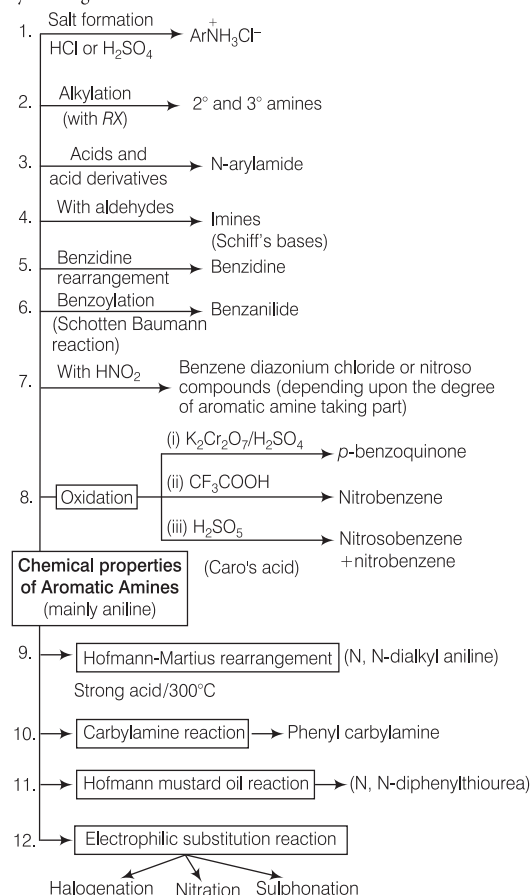 1.
Salt formation
HCl or H₂SO₄
ArN⁺H₃Cl⁻
2.
Alkylation
(with RX)
2° and 3° amines
3.
Acids and
acid derivatives
N-arylamide
4.
With aldehydes
Imines
(Schiff's bases)
5.
Benzidine
rearrangement
Benzidine
6.
Benzoylation
(Schotten Baumann
reaction)
Benzanilide
7.
With HNO₂
Benzene diazonium chloride or nitroso
compounds (depending upon the degree
of aromatic amine taking part)
8.
Oxidation
(i) K₂Cr₂O₇/H₂SO₄
p-benzoquinone
(ii) CF₃COOH
Nitrobenzene
(iii) H₂SO₅
(Caro's acid)
Nitrosobenzene
+nitrobenzene
Chemical properties
of Aromatic Amines
(mainly aniline)
9.
Hofmann-Martius rearrangement
(N, N-dialkyl aniline)
Strong acid/300°C
10.
Carbylamine reaction
Phenyl carbylamine
11.
Hofmann mustard oil reaction
(N, N-diphenylthiourea)
12.
Electrophilic substitution reaction
Halogenation Nitration Sulphonation